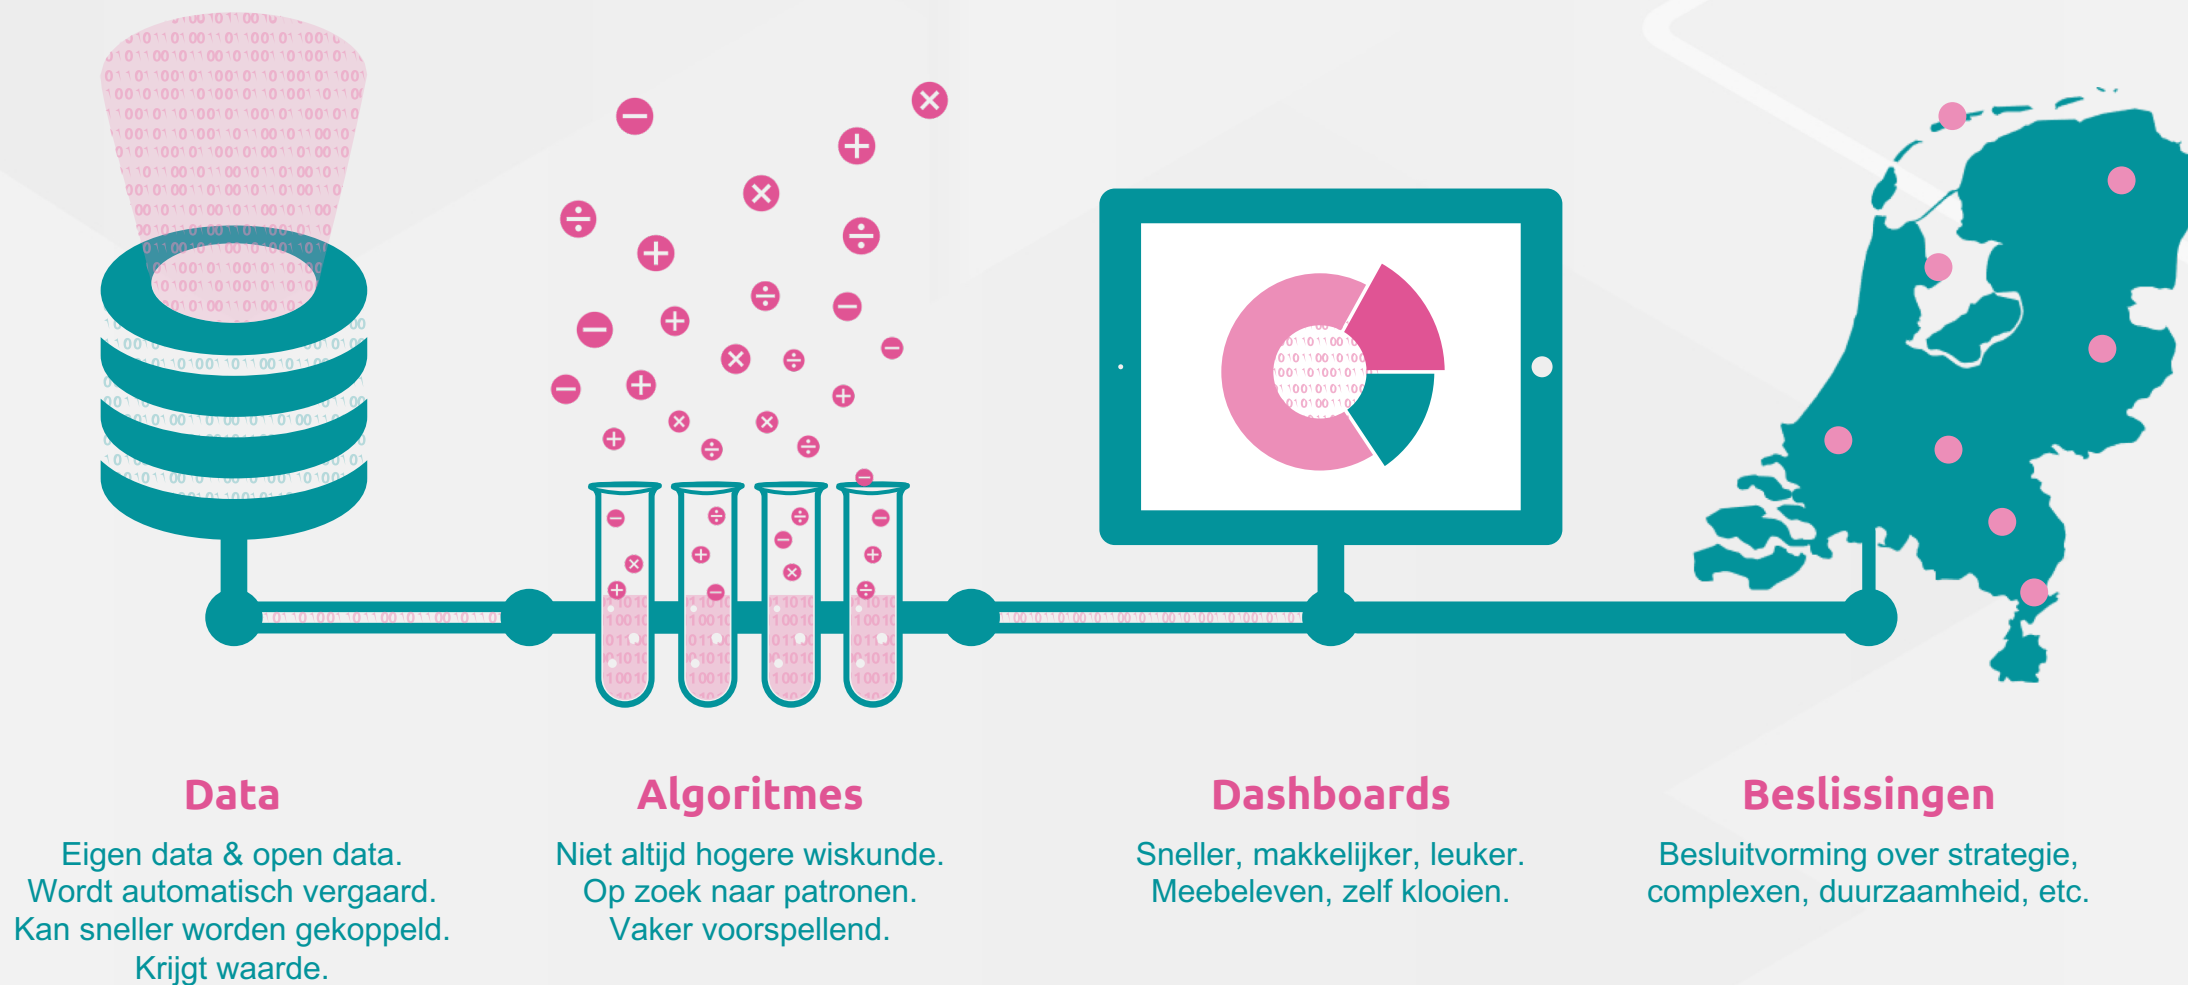 Data
Eigen data & open data.
Wordt automatisch vergaard.
Kan sneller worden gekoppeld.
Krijgt waarde.
Algoritmes
Niet altijd hogere wiskunde.
Op zoek naar patronen.
Vaker voorspellend.
Dashboards
Sneller, makkelijker, leuker.
Meebeleven, zelf klooien.
Beslissingen
Besluitvorming over strategie,
complexen, duurzaamheid, etc.